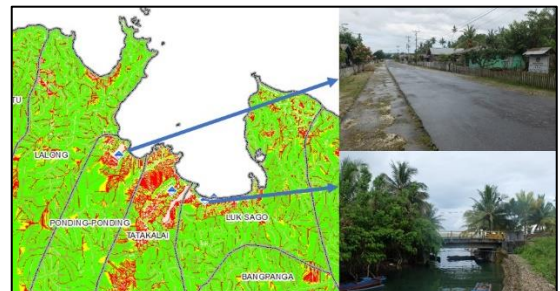 TU
LALONG
PONDING-PONDING
TATAKALAI
LUK SAGO
BANGPANGA